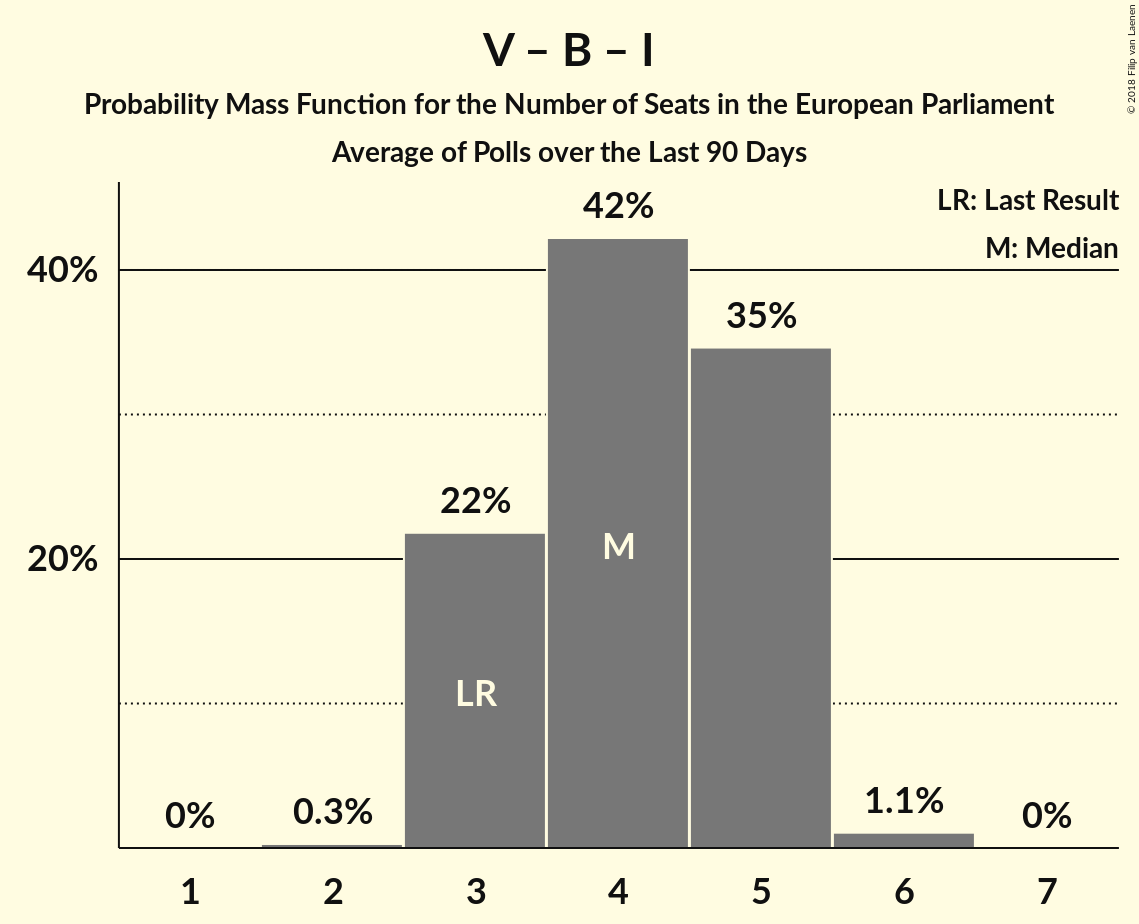 V – B – I
Probability Mass Function for the Number of Seats in the European Parliament
Average of Polls over the Last 90 Days
© 2018 Filip van Laenen
LR: Last Result
M: Median
42%
40%
35%
22%
20%
M
LR
0%
0.3%
1.1%
0%
1 2 3 4 5 6 7